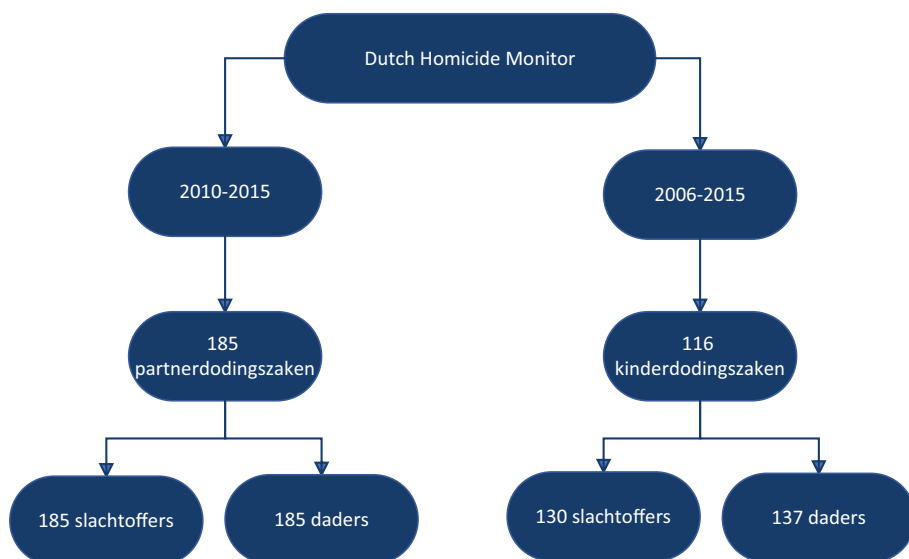 Dutch Homicide Monitor
2010-2015
2006-2015
185
partnerdodingszaken
116
kinderdodingszaken
185 slachtoffers
185 daders
130 slachtoffers
137 daders